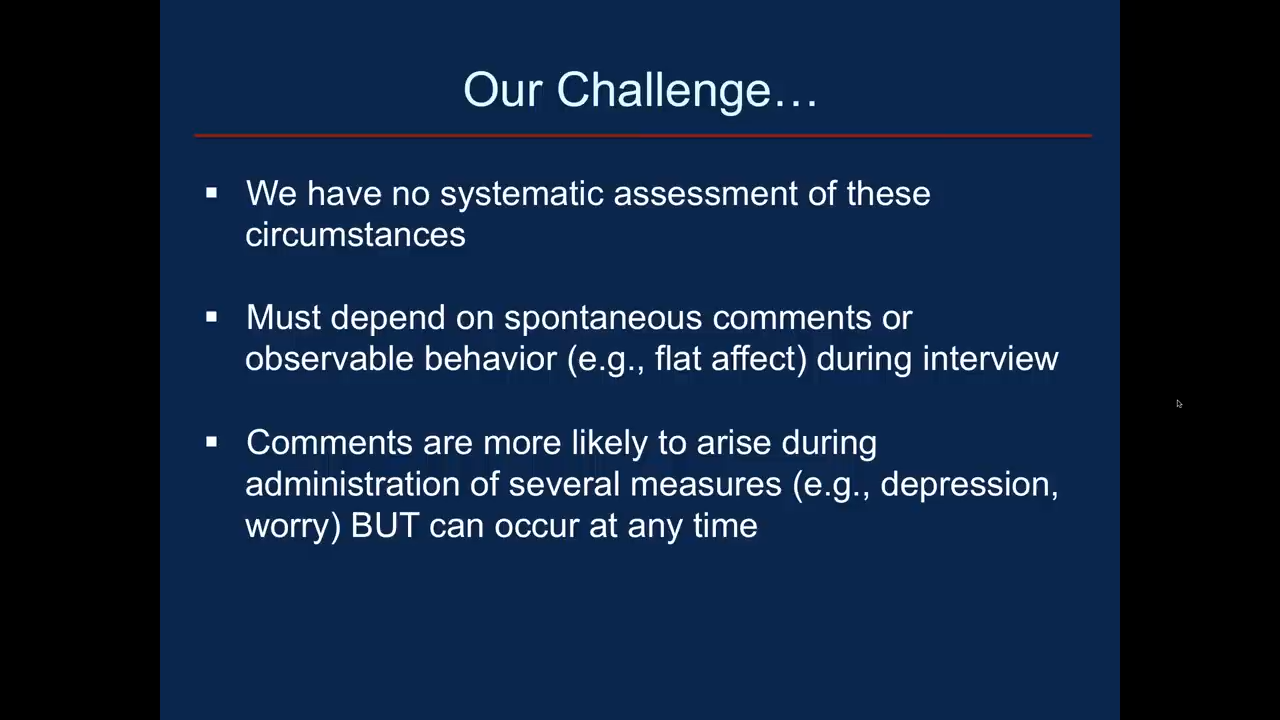 Our Challenge…
▪ We have no systematic assessment of these
circumstances
▪ Must depend on spontaneous comments or
observable behavior (e.g., flat affect) during interview
▪ Comments are more likely to arise during
administration of several measures (e.g., depression,
worry) BUT can occur at any time